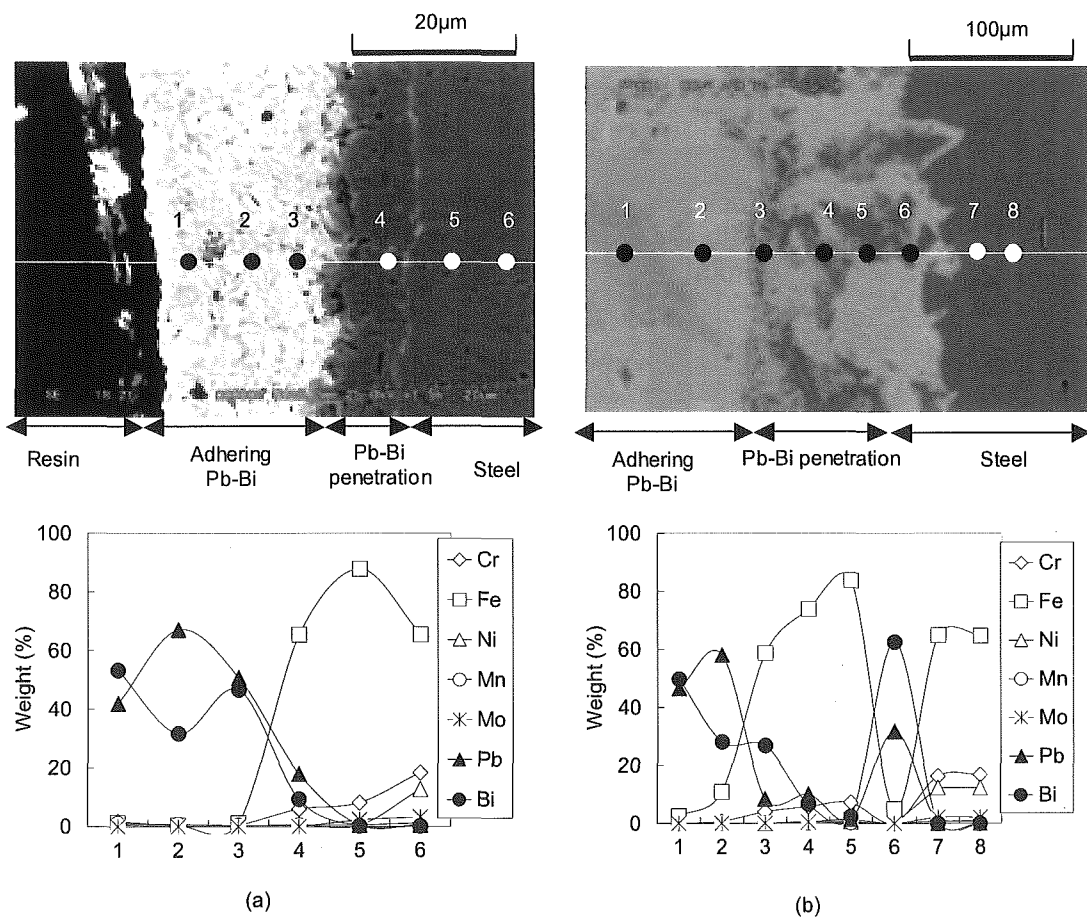 20µm
100µm
1 2 3 4 5 6
1 2 3 4 5 6 7 8
Resin
Adhering
Pb-Bi
Pb-Bi
penetration
Steel
Adhering
Pb-Bi
Pb-Bi penetration
Steel
Weight (%)
100
80
60
40
20
0
1 2 3 4 5 6
Cr
Fe
Ni
Mn
Mo
Pb
Bi
(a)
Weight (%)
100
80
60
40
20
0
1 2 3 4 5 6 7 8
Cr
Fe
Ni
Mn
Mo
Pb
Bi
(b)